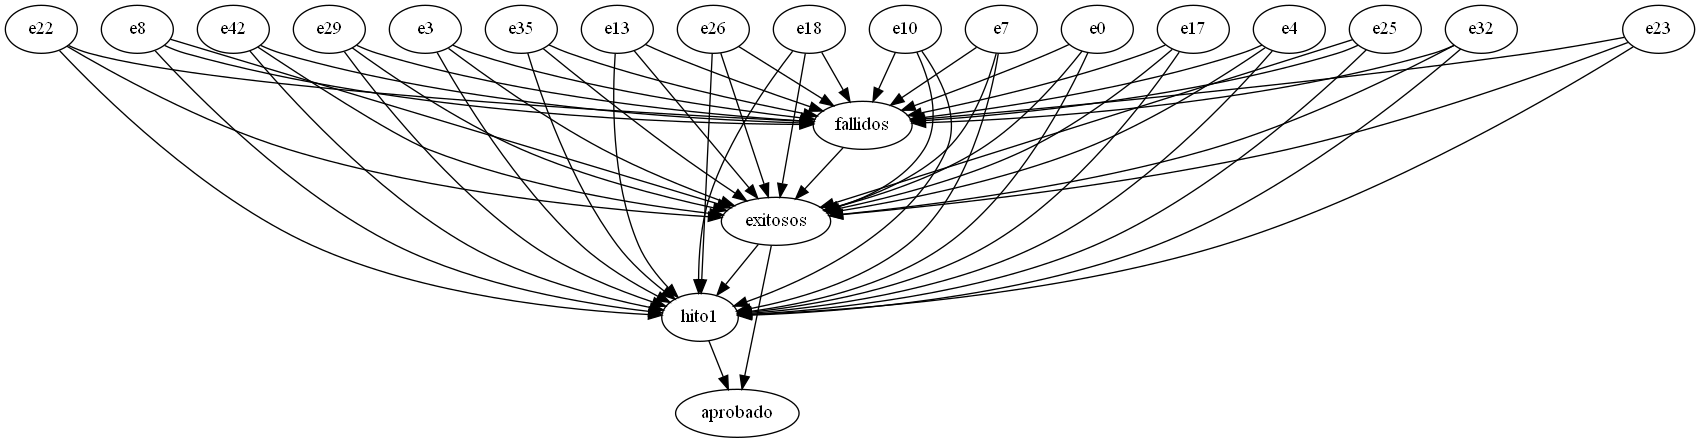 e22 e8 e42 e29 e3 e35 e13 e26 e18 e10 e7 e0 e17 e4 e25 e32 e23
fallidos
exitosos
hito1
aprobado